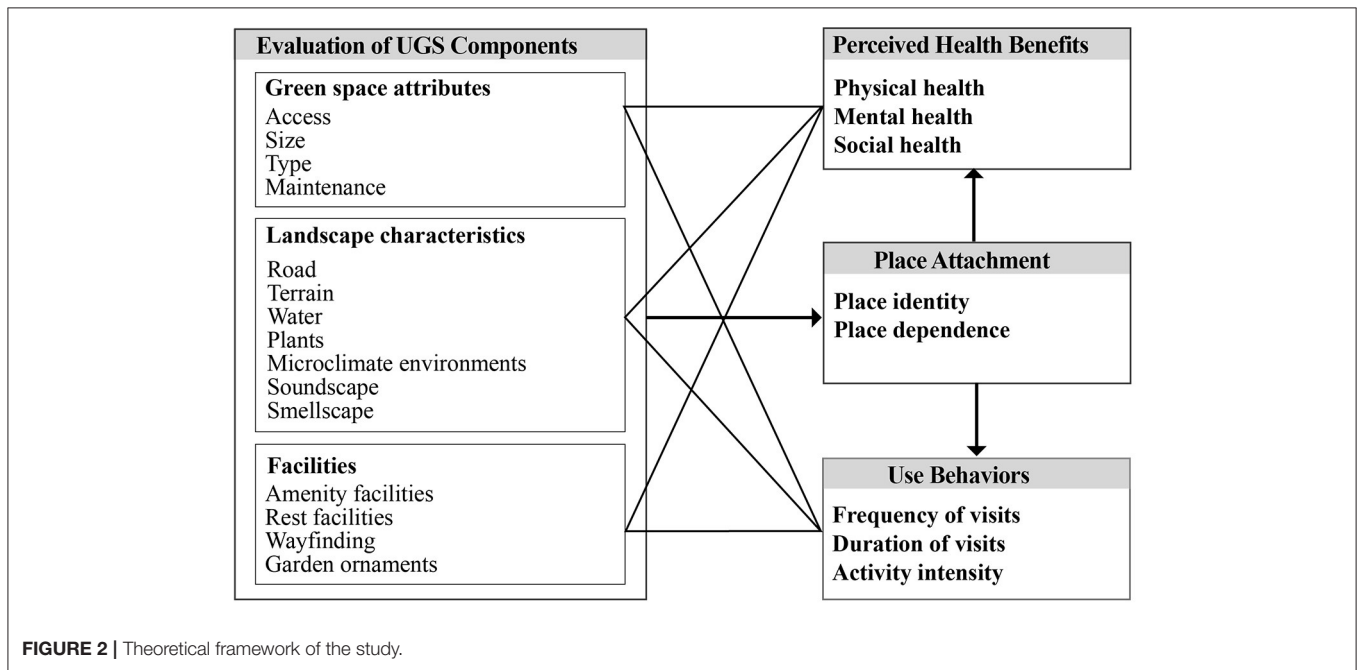 Evaluation of UGS Components
Green space attributes
Access
Size
Type
Maintenance
Landscape characteristics
Road
Terrain
Water
Plants
Microclimate environments
Soundscape
Smellscape
Facilities
Amenity facilities
Rest facilities
Wayfinding
Garden ornaments
Perceived Health Benefits
Physical health
Mental health
Social health
Place Attachment
Place identity
Place dependence
Use Behaviors
Frequency of visits
Duration of visits
Activity intensity
FIGURE 2 | Theoretical framework of the study.